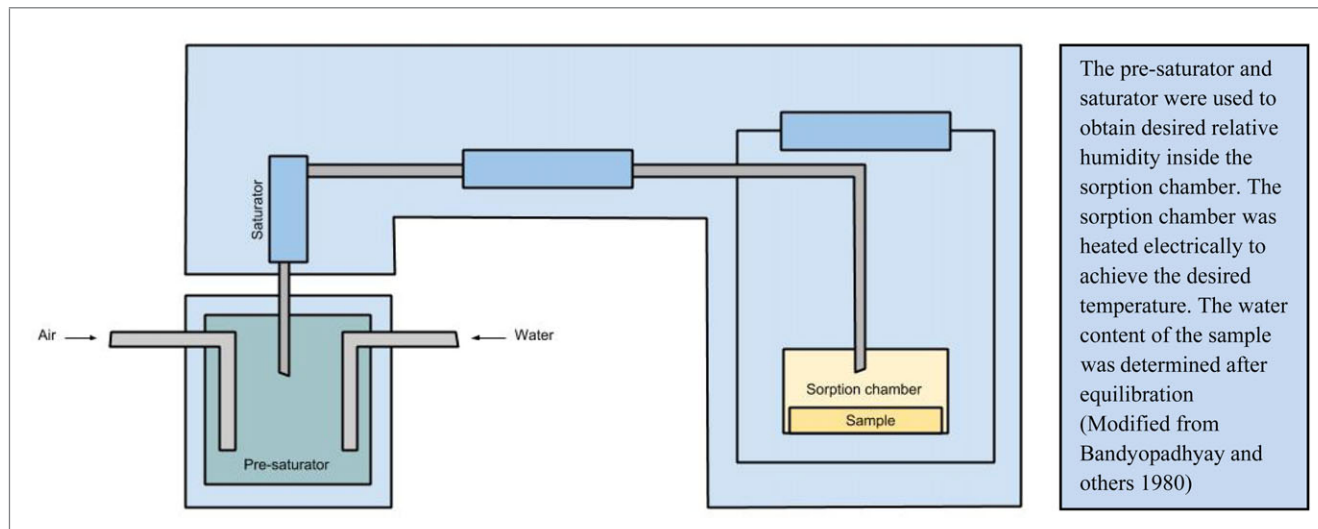 Saturator
Air
Water
Pre-saturator
Sorption chamber
Sample
The pre-saturator and
saturator were used to
obtain desired relative
humidity inside the
sorption chamber. The
sorption chamber was
heated electrically to
achieve the desired
temperature. The water
content of the sample
was determined after
equilibration
(Modified from
Bandyopadhyay and
others 1980)